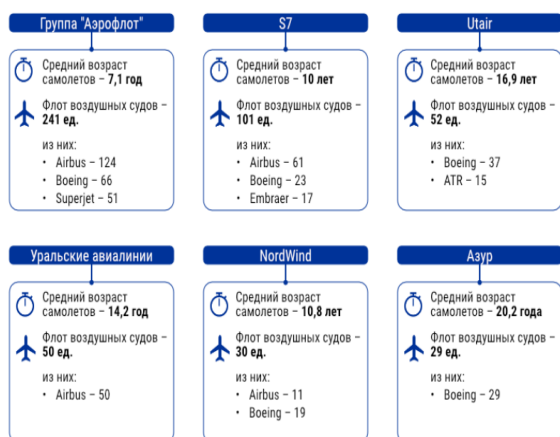 Группа "Аэрофлот"
Средний возраст
самолетов – 7,1 год
Флот воздушных судов –
241 ед.
из них:
• Airbus – 124
• Boeing – 66
• Superjet – 51
S7
Средний возраст
самолетов – 10 лет
Флот воздушных судов –
101 ед.
из них:
• Airbus – 61
• Boeing – 23
• Embraer – 17
Utair
Средний возраст
самолетов – 16,9 лет
Флот воздушных судов –
52 ед.
из них:
• Boeing – 37
• ATR – 15
Уральские авиалинии
Средний возраст
самолетов – 14,2 год
Флот воздушных судов –
50 ед.
из них:
• Airbus – 50
NordWind
Средний возраст
самолетов – 10,8 лет
Флот воздушных судов –
30 ед.
из них:
• Airbus – 11
• Boeing – 19
Азур
Средний возраст
самолетов – 20,2 года
Флот воздушных судов –
29 ед.
из них:
• Boeing – 29